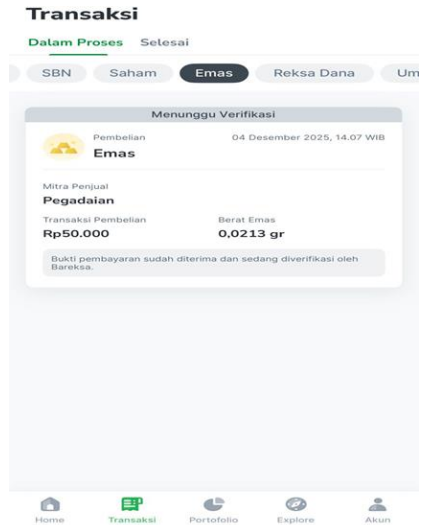 Transaksi
Dalam Proses Selesai
SBN Saham Emas Reksa Dana Um
Menunggu Verifikasi
Pembelian 04 Desember 2025, 14.07 WIB
Emas
Mitra Penjual
Pegadaian
Transaksi Pembelian Berat Emas
Rp50.000 0,0213 gr
Bukti pembayaran sudah diterima dan sedang diverifikasi oleh
Bareksa.
Home Transaksi Portofolio Explore Akun